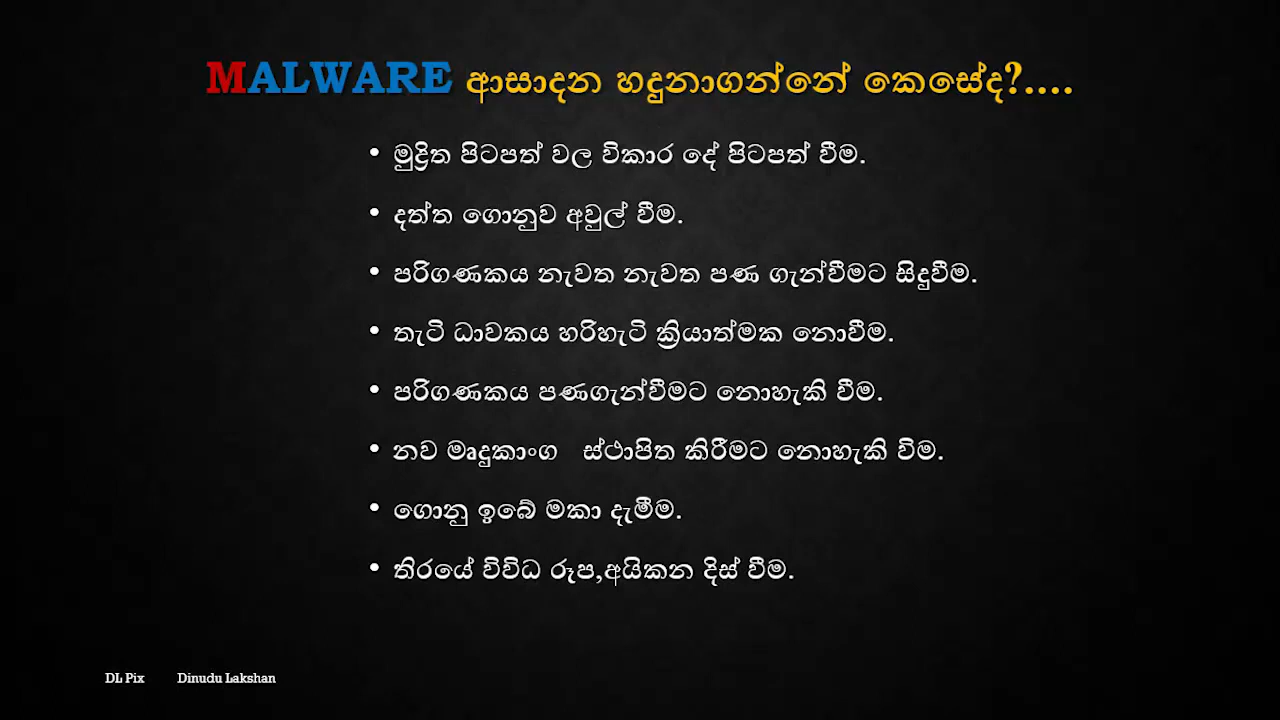 MALWARE ආසාදන හදුනාගන්නේ කෙසේද?....
• මුද්‍රිත පිටපත් වල විකාර දේ පිටපත් වීම.
• දත්ත ගොනුව අවුල් වීම.
• පරිගණකය නැවත නැවත පණ ගැන්වීමට සිදුවීම.
• තැටි ධාවකය හරිහැටි ක්‍රියාත්මක නොවීම.
• පරිගණකය පණගැන්වීමට නොහැකි වීම.
• නව මෘදුකාංග ස්ථාපිත කිරීමට නොහැකි විම.
• ගොනු ඉබේ මකා දැමීම.
• තිරයේ විවිධ රූප,අයිකන දිස් වීම.
DL Pix Dinudu Lakshan